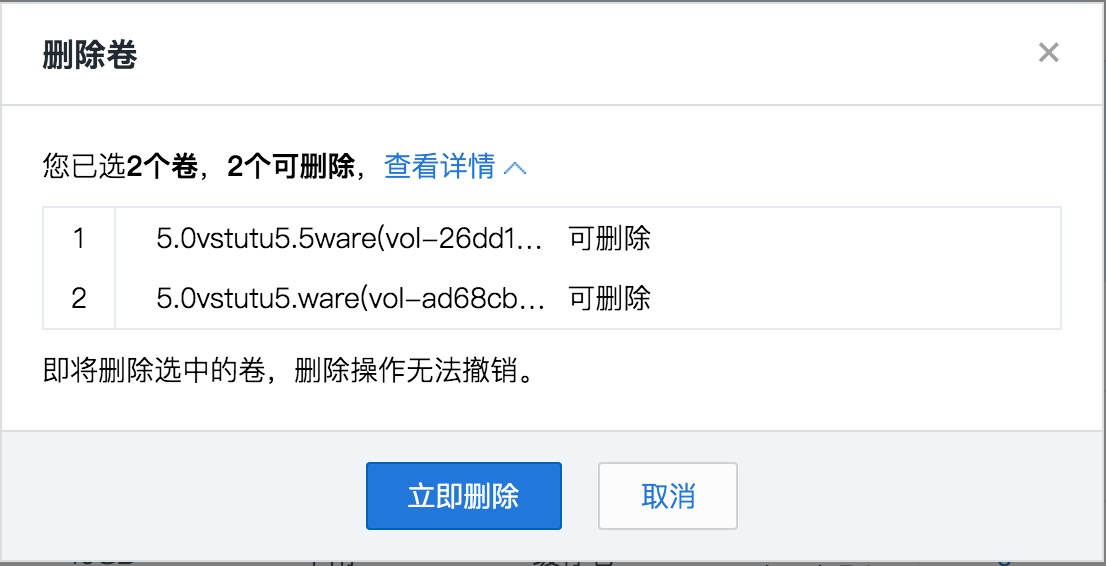 删除卷
您已选2个卷，2个可删除，查看详情
1 5.0vstutu5.5ware(vol-26dd1... 可删除
2 5.0vstutu5.ware(vol-ad68cb... 可删除
即将删除选中的卷，删除操作无法撤销。
立即删除 取消